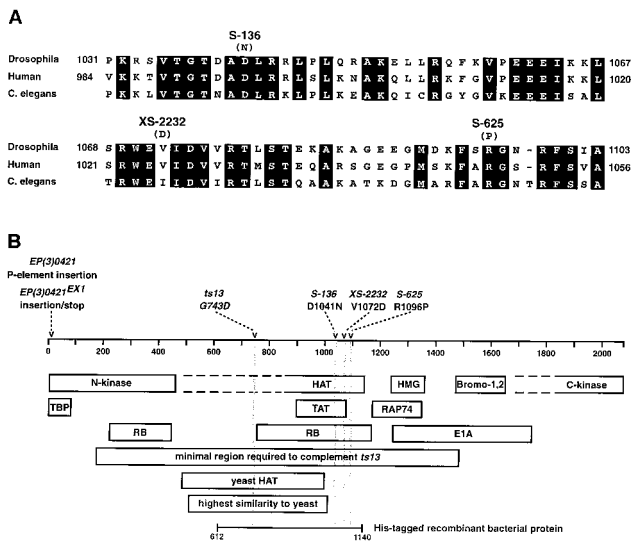 A
S-136
(N)
Drosophila 1031 P K R S V T G T D A D L R R L P L Q R A K E L L R Q F K V P E E E I K K L 1067
Human 984 V K K T V T G T D A D L R R L S L K N A K Q L L R K F G V P E E E I K K L 1020
C. elegans P K K L V T G T N A D L R K L P L K E A K Q I C R G Y G V K E E E I S A L
XS-2232
(D)
S-625
(P)
Drosophila 1068 S R W E V I D V V R T L S T E K A K A G E E G M D K F S R G N - R F S I A 1103
Human 1021 S R W E V I D V V R T M S T E Q A R S G E G P M S K F A R G S - R F S V A 1056
C. elegans T R W E I I D V I R T L S T Q A A K A T K D G M A R F A R G S T R F S S A
B
EP(3)0421
P-element insertion
EP(3)0421EX1
insertion/stop
ts13
G743D
S-136
D1041N
XS-2232
V1072D
S-625
R1096P
0 200 400 600 800 1000 1200 1400 1600 1800 2000
N-kinase HAT HMG Bromo-1,2 C-kinase
TBP TAT RAP74
RB RB E1A
minimal region required to complement ts13
yeast HAT
highest similarity to yeast
612 1140 His-tagged recombinant bacterial protein